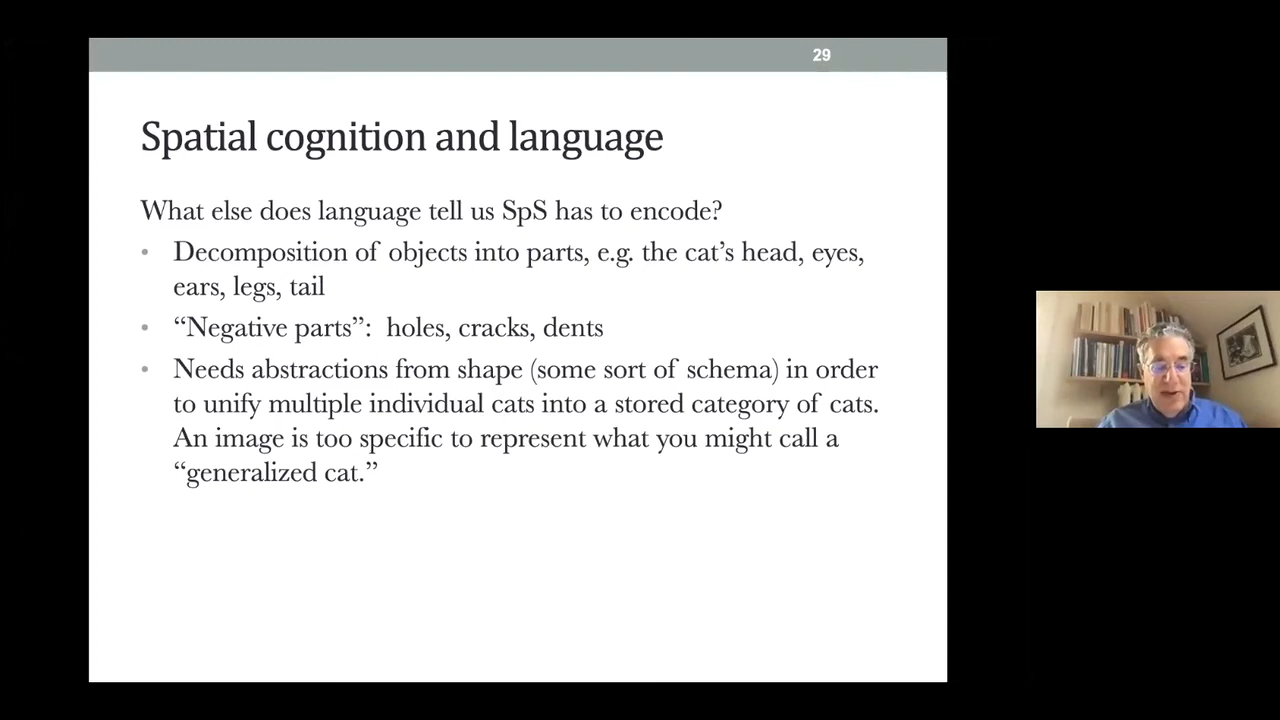 29
Spatial cognition and language
What else does language tell us SpS has to encode?
• Decomposition of objects into parts, e.g. the cat’s head, eyes,
ears, legs, tail
• “Negative parts”: holes, cracks, dents
• Needs abstractions from shape (some sort of schema) in order
to unify multiple individual cats into a stored category of cats.
An image is too specific to represent what you might call a
“generalized cat.”